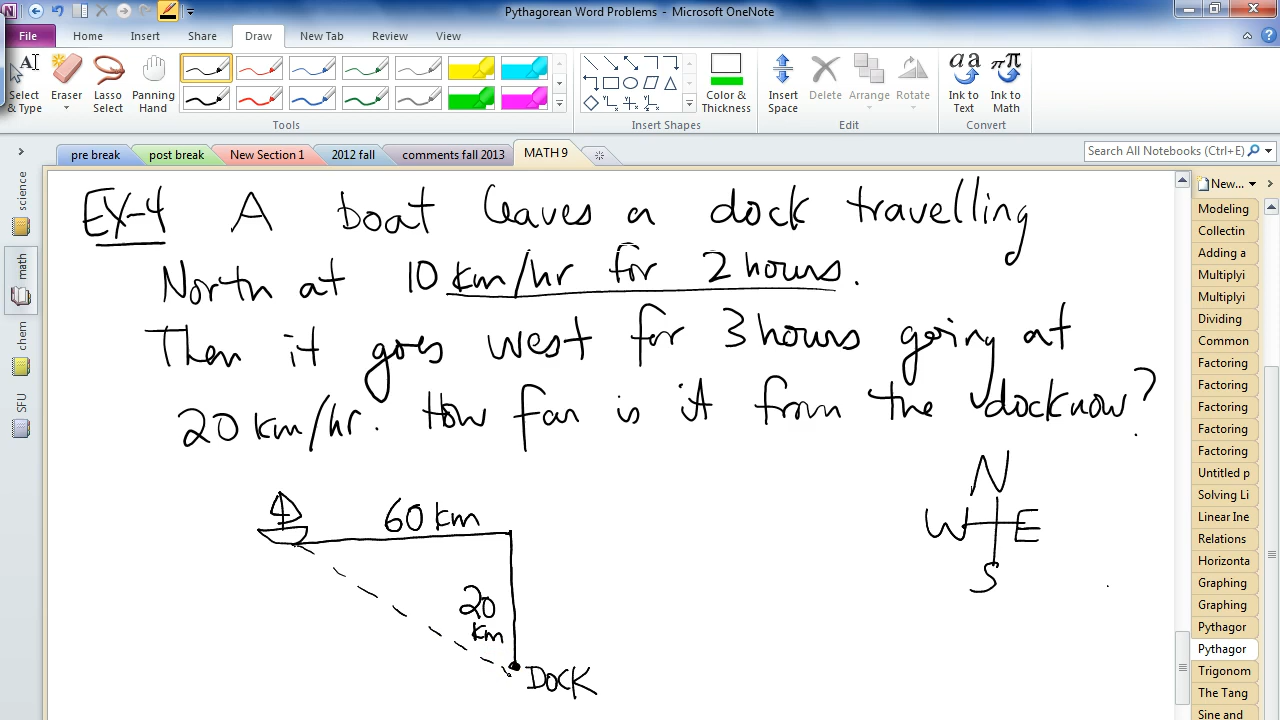 Pythagorean Word Problems - Microsoft OneNote
File Home Insert Share Draw New Tab Review View
Select & Type
Eraser
Lasso Select
Panning Hand
Color & Thickness
Insert Space
Delete
Arrange
Rotate
Ink to Text
Ink to Math
Tools
Insert Shapes
Edit
Convert
pre break
post break
New Section 1
2012 fall
comments fall 2013
MATH 9
Search All Notebooks (Ctrl+E)
science
math
chem
SFU
EX-4 A boat leaves a dock travelling
North at 10 km/hr for 2 hours.
Then it goes west for 3 hours going at
20 km/hr. How far is it from the dock now?
60 km
20
km
DOCK
N
W E
S
New...
Modeling
Collectin
Adding a
Multiplyi
Multiplyi
Dividing
Common
Factoring
Factoring
Factoring
Factoring
Factoring
Untitled p
Solving Li
Linear Ine
Relations
Horizonta
Graphing
Graphing
Pythagor
Pythagor
Trigonom
The Tang
Sine and